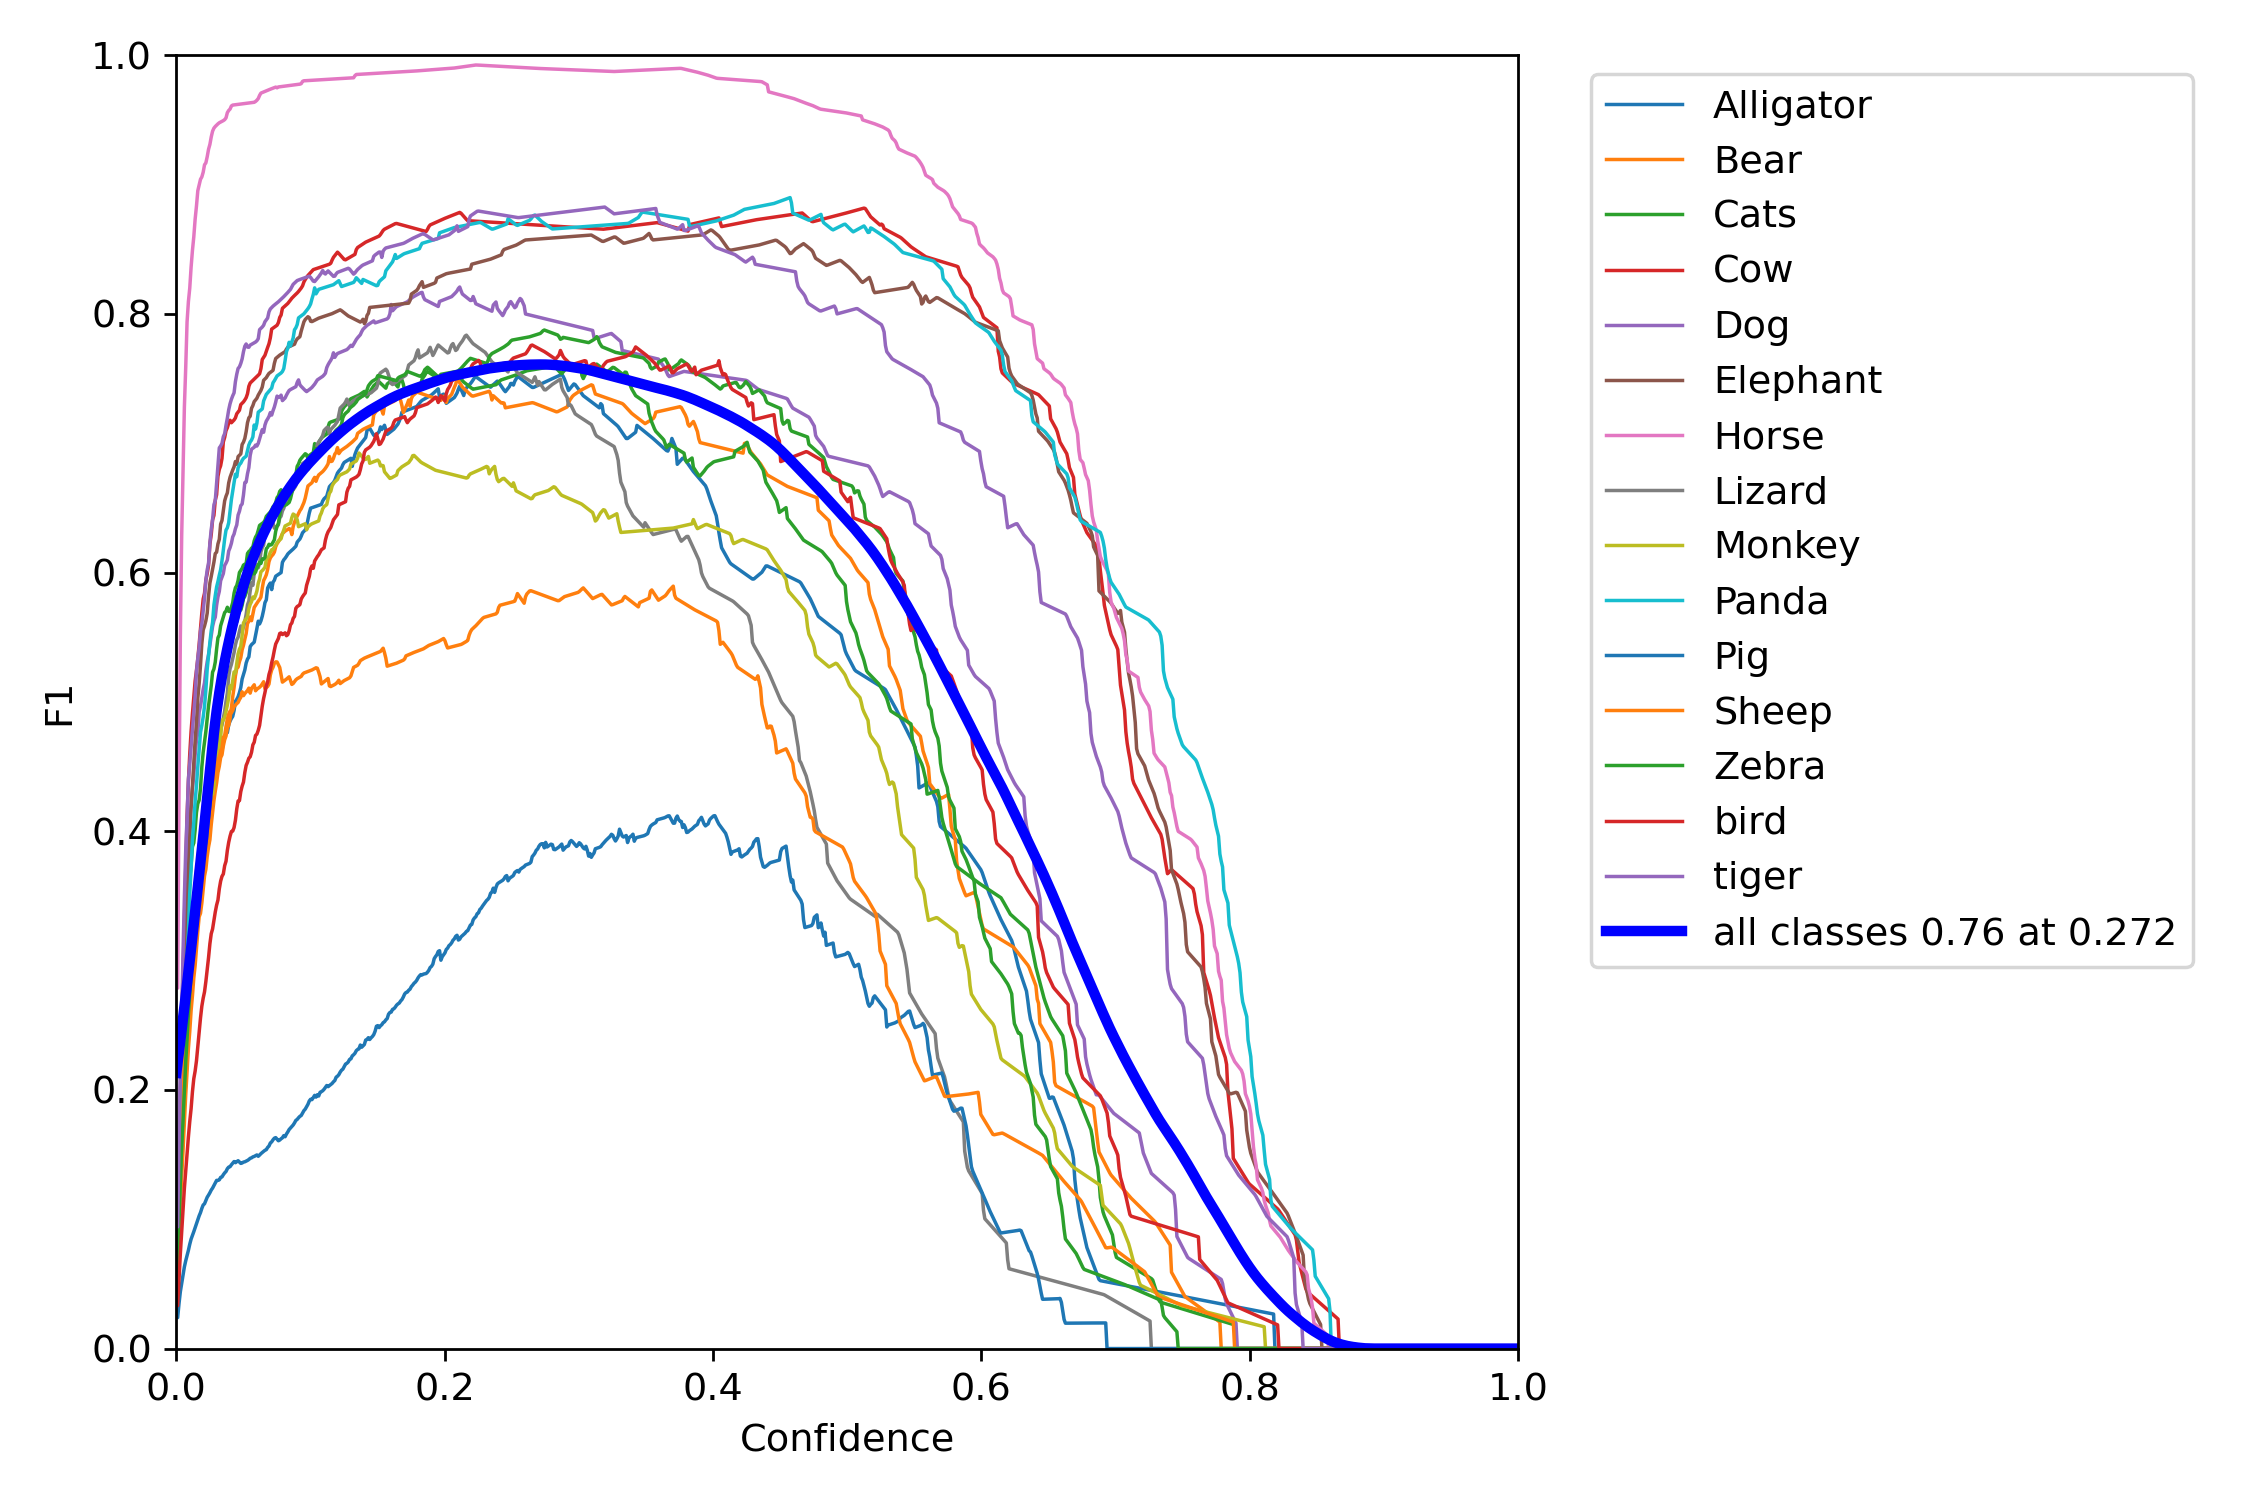 1.0
0.8
0.6
0.4
0.2
0.0
F1
0.0 0.2 0.4 0.6 0.8 1.0
Confidence
Alligator
Bear
Cats
Cow
Dog
Elephant
Horse
Lizard
Monkey
Panda
Pig
Sheep
Zebra
bird
tiger
all classes 0.76 at 0.272